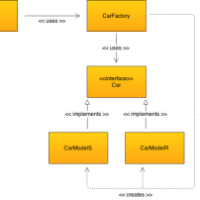 CarFactory
<< uses >>
<< uses >>
<<interface>>
Car
<< implements >>
<< implements >>
CarModelS
CarModelR
<< creates >>